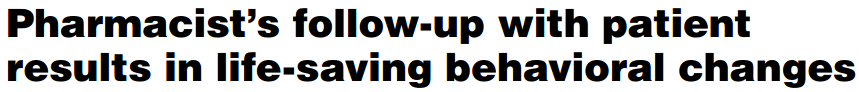 Pharmacist’s follow-up with patient
results in life-saving behavioral changes